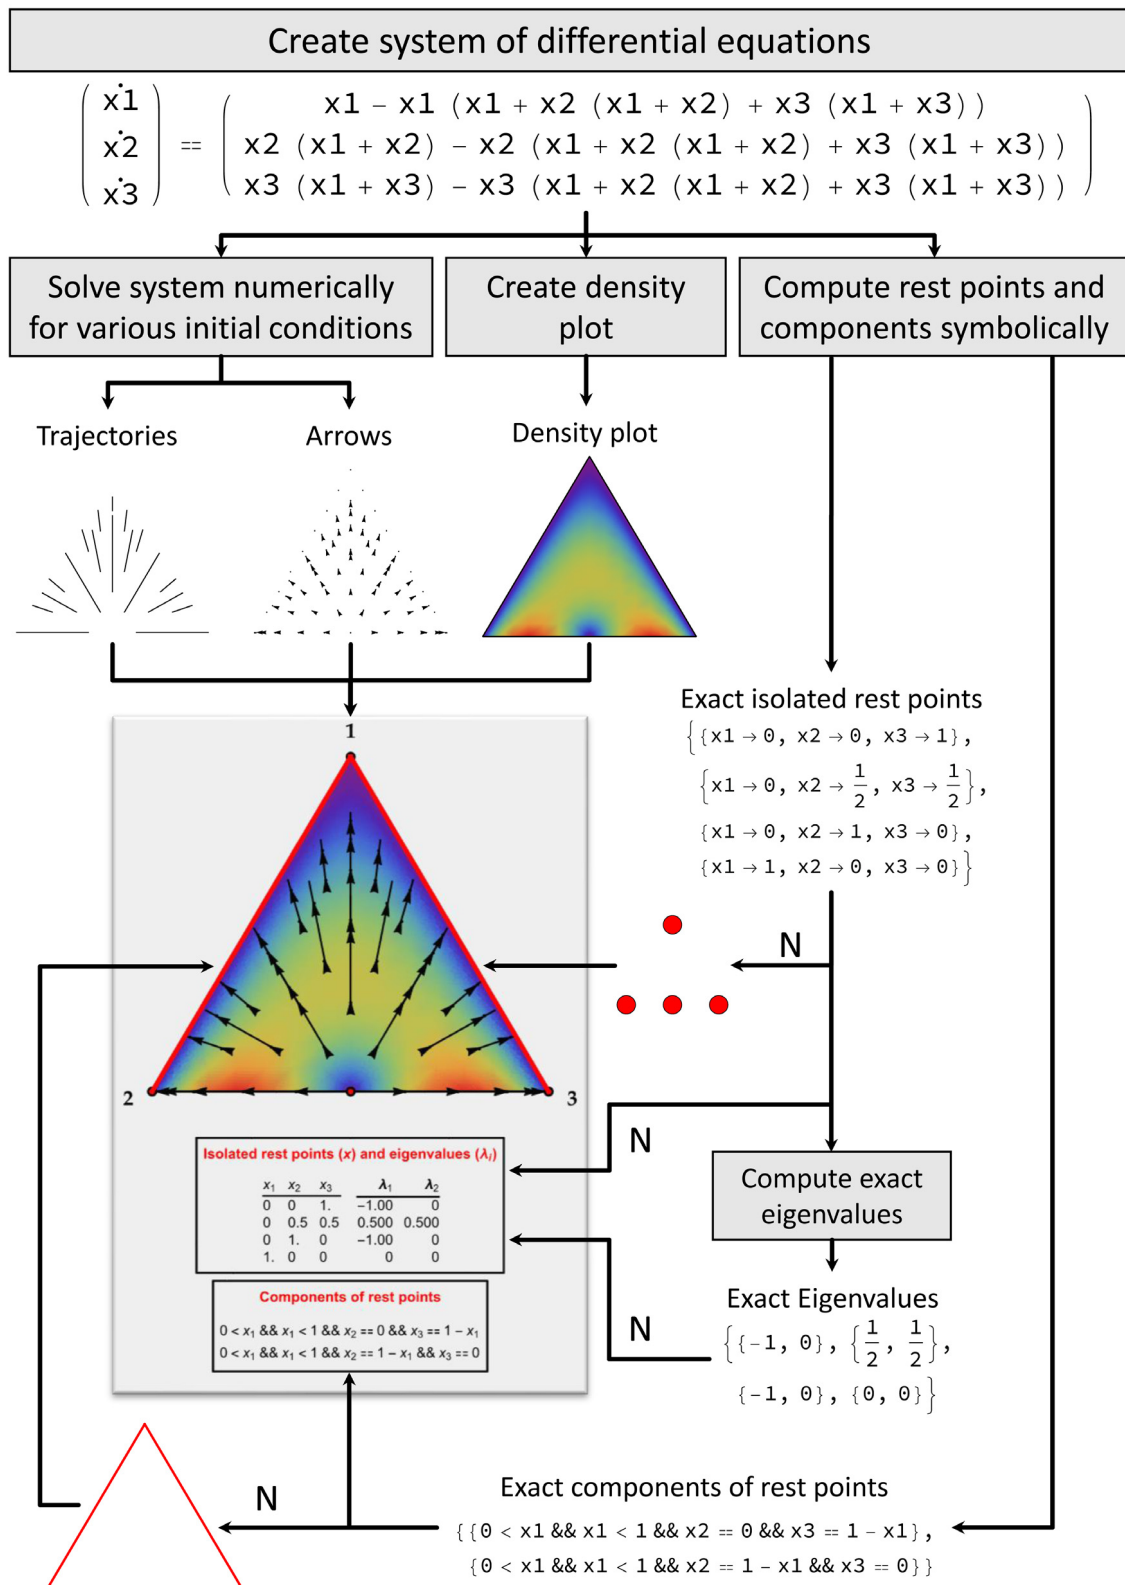 Create system of differential equations
ẋ1
ẋ2
ẋ3
==
x1 − x1 (x1 + x2 (x1 + x2) + x3 (x1 + x3))
x2 (x1 + x2) − x2 (x1 + x2 (x1 + x2) + x3 (x1 + x3))
x3 (x1 + x3) − x3 (x1 + x2 (x1 + x2) + x3 (x1 + x3))
Solve system numerically
for various initial conditions
Create density
plot
Compute rest points and
components symbolically
Trajectories
Arrows
Density plot
Exact isolated rest points
{{x1 → 0, x2 → 0, x3 → 1},
{x1 → 0, x2 → 1/2, x3 → 1/2},
{x1 → 0, x2 → 1, x3 → 0},
{x1 → 1, x2 → 0, x3 → 0}}
1
2
3
N
N
Isolated rest points (x) and eigenvalues (λi)
x1 x2 x3 λ1 λ2
0 0 1. −1.00 0
0 0.5 0.5 0.500 0.500
0 1. 0 −1.00 0
1. 0 0 0 0
Components of rest points
0 < x1 && x1 < 1 && x2 == 0 && x3 == 1 − x1
0 < x1 && x1 < 1 && x2 == 1 − x1 && x3 == 0
Compute exact
eigenvalues
Exact Eigenvalues
{{−1, 0}, {1/2, 1/2},
{−1, 0}, {0, 0}}
N
N
Exact components of rest points
{{0 < x1 && x1 < 1 && x2 == 0 && x3 == 1 − x1},
{0 < x1 && x1 < 1 && x2 == 1 − x1 && x3 == 0}}